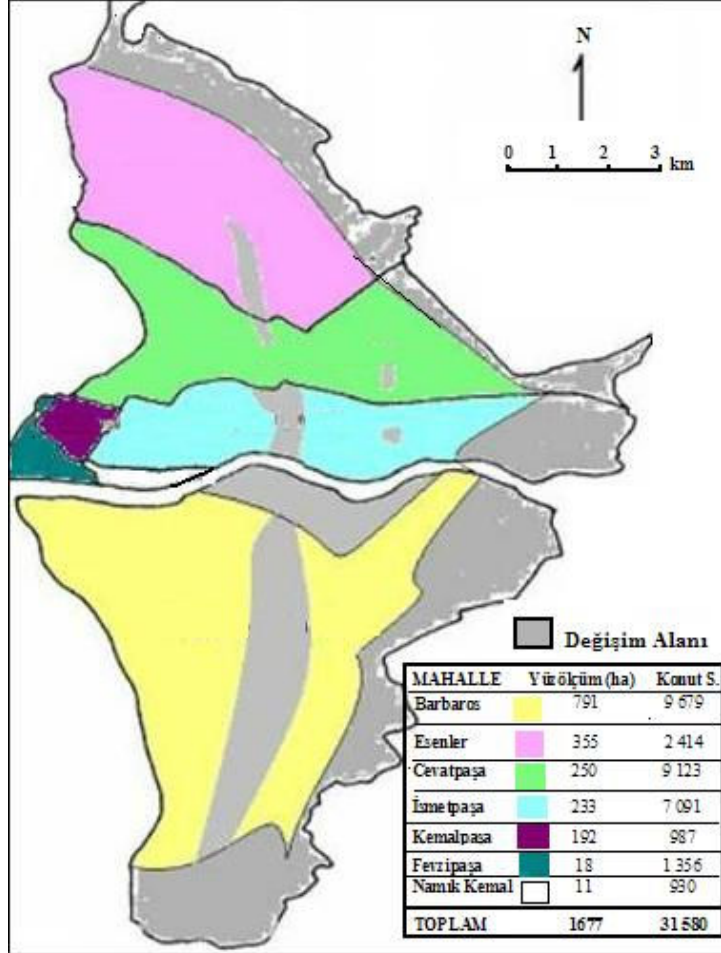 N
0 1 2 3
km
Değişim Alanı
MAHALLE Yüzölçüm (ha) Konut S.
Barbaros 791 9 679
Esenler 355 2 414
Cevatpaşa 250 9 123
İsmetpaşa 233 7 091
Kemalpaşa 192 987
Fevzipaşa 18 1 356
Namık Kemal 11 930
TOPLAM 1677 31 580